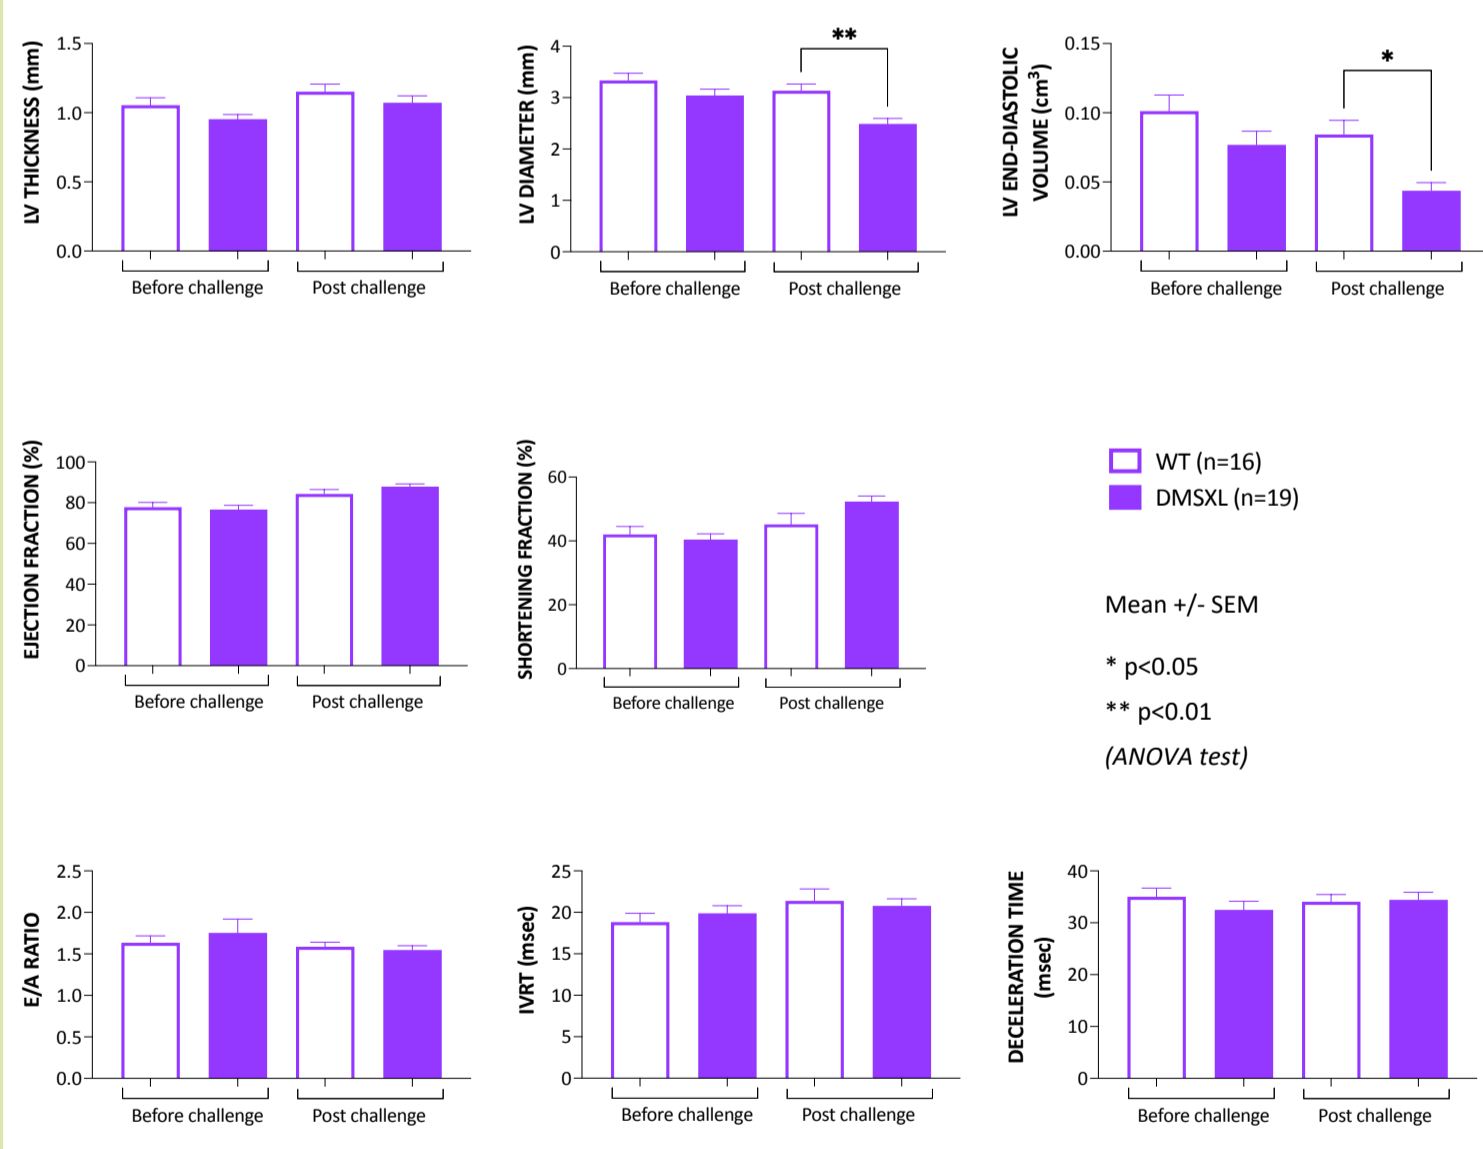 LV THICKNESS (mm)
1.5
1.0
0.5
0.0
Before challenge
Post challenge
LV DIAMETER (mm)
4
3
2
1
0
**
Before challenge
Post challenge
LV END-DIASTOLIC
VOLUME (cm³)
0.15
0.10
0.05
0.00
*
Before challenge
Post challenge
EJECTION FRACTION (%)
100
80
60
40
20
0
Before challenge
Post challenge
SHORTENING FRACTION (%)
60
40
20
0
Before challenge
Post challenge
WT (n=16)
DMSXL (n=19)
Mean +/- SEM
* p<0.05
** p<0.01
(ANOVA test)
E/A RATIO
2.5
2.0
1.5
1.0
0.5
0.0
Before challenge
Post challenge
IVRT (msec)
25
20
15
10
5
0
Before challenge
Post challenge
DECELERATION TIME
(msec)
40
30
20
10
0
Before challenge
Post challenge